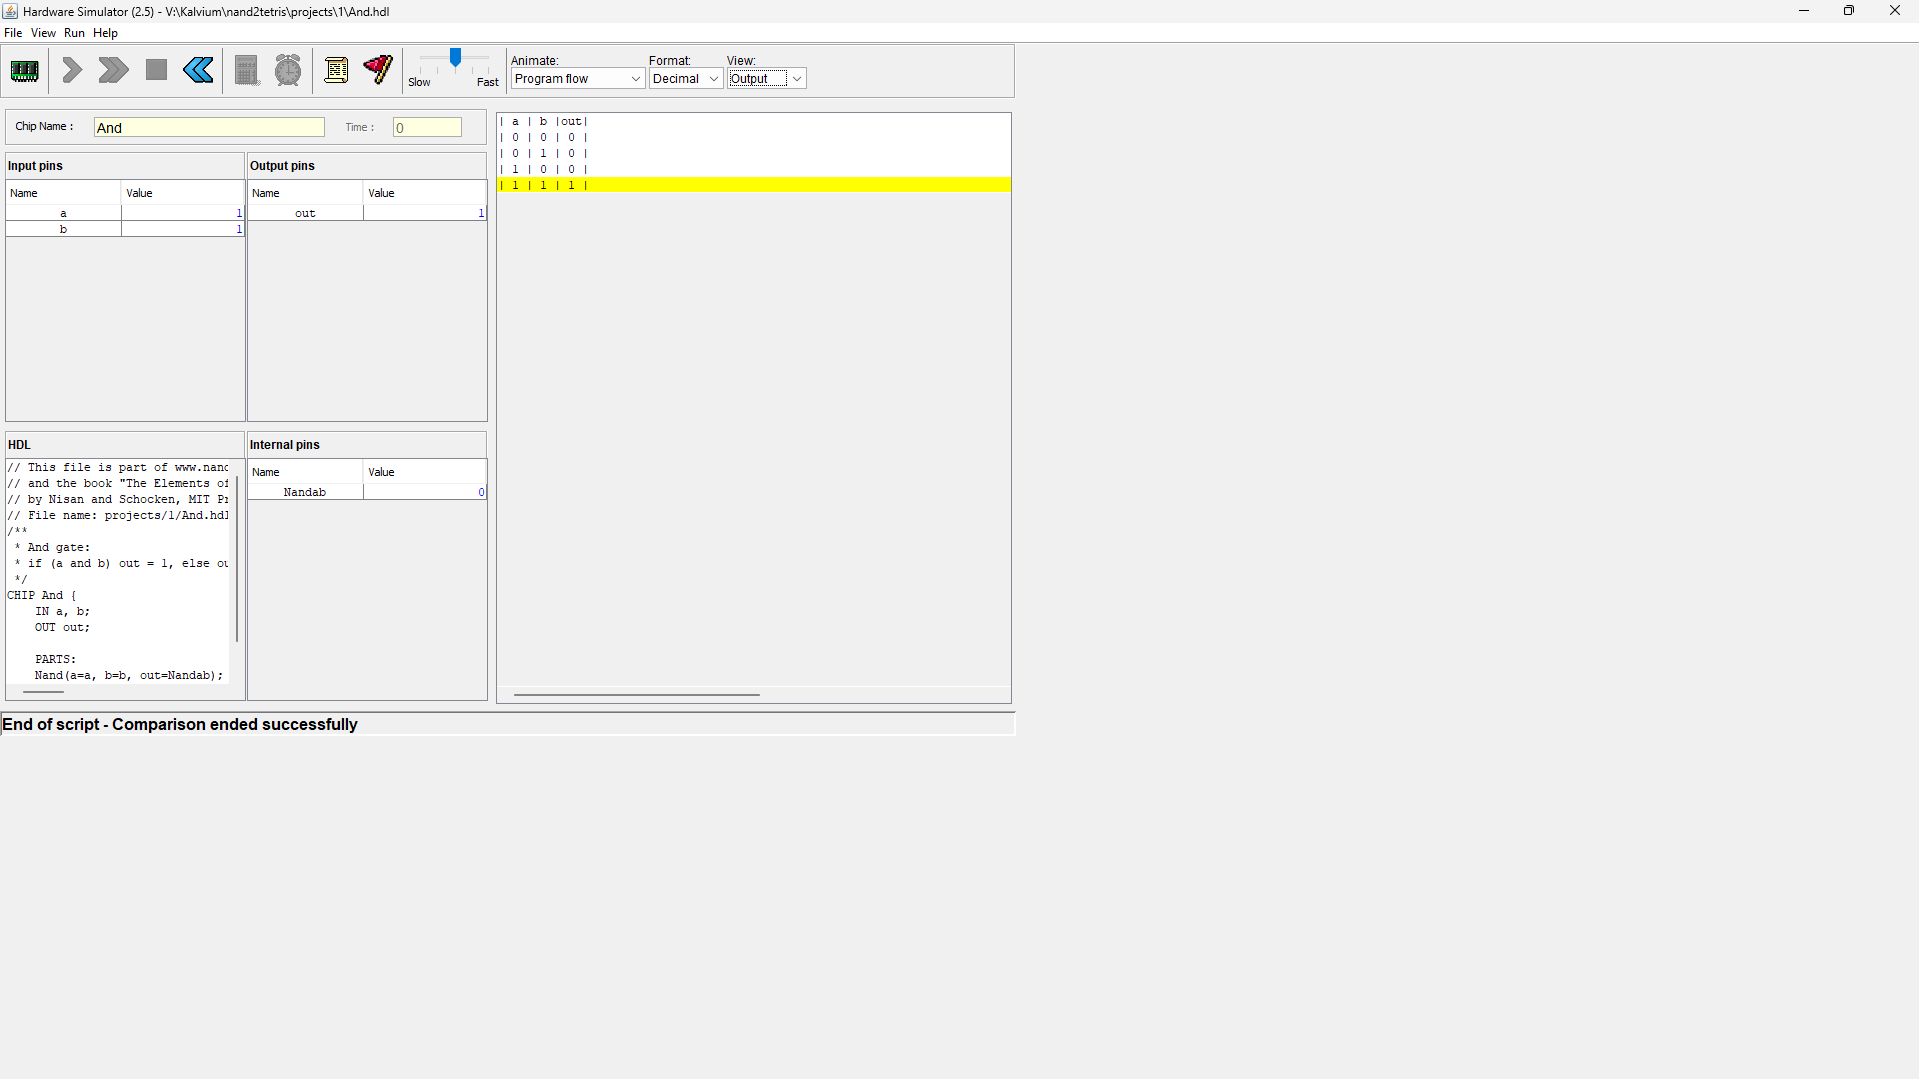 Hardware Simulator (2.5) - V:\Kalvium\nand2tetris\projects\1\And.hdl
File View Run Help
Slow Fast
Animate: Format: View:
Program flow Decimal Output
Chip Name : And Time : 0
Input pins
Name Value
a 1
b 1
Output pins
Name Value
out 1
HDL
// This file is part of www.nand
// and the book "The Elements of
// by Nisan and Schocken, MIT Pr
// File name: projects/1/And.hdl
/**
* And gate:
* if (a and b) out = 1, else ou
*/
CHIP And {
IN a, b;
OUT out;
PARTS:
Nand(a=a, b=b, out=Nandab);
Internal pins
Name Value
Nandab 0
| a | b |out|
| 0 | 0 | 0 |
| 0 | 1 | 0 |
| 1 | 0 | 0 |
| 1 | 1 | 1 |
End of script - Comparison ended successfully